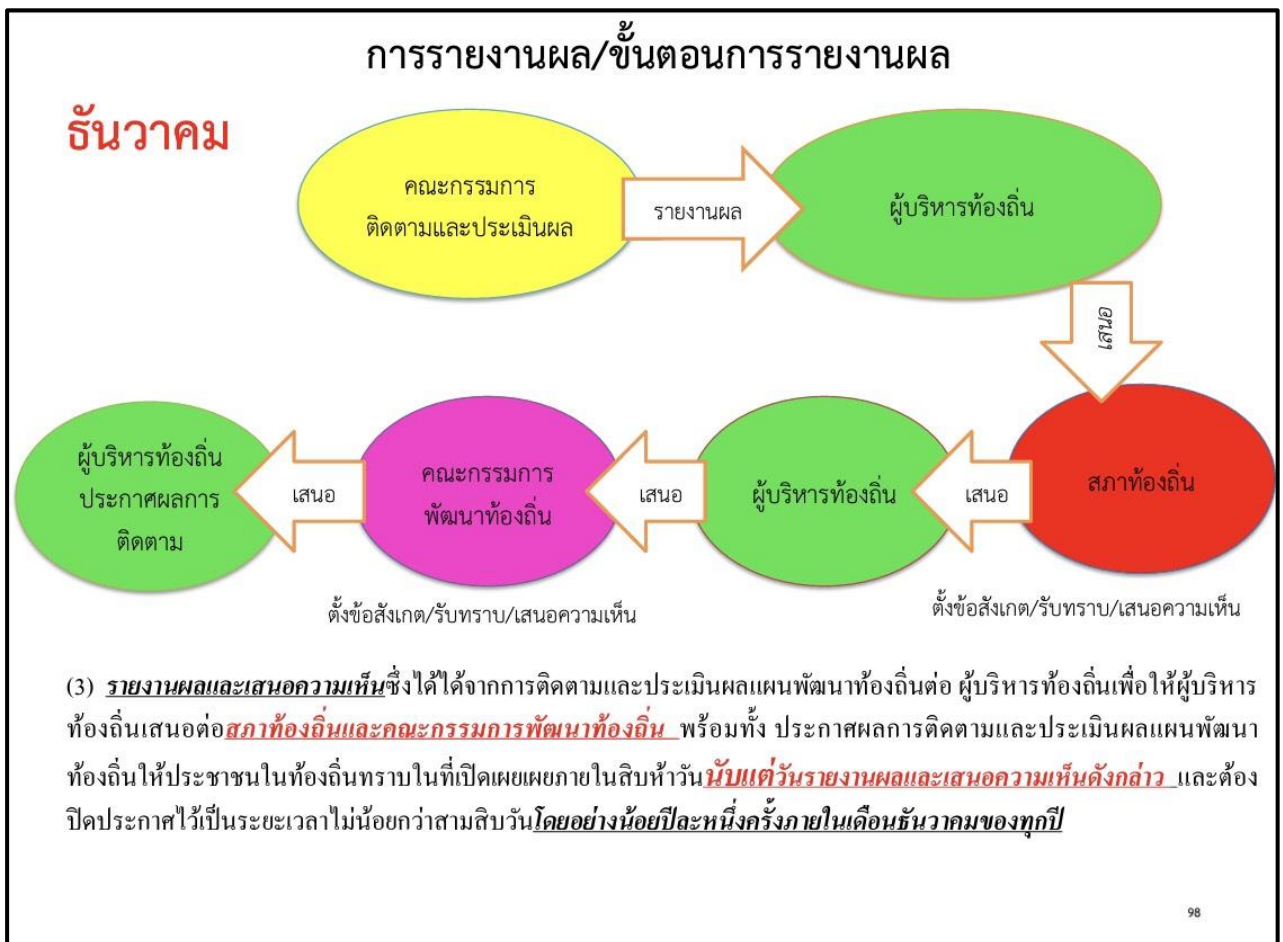 การรายงานผล/ขั้นตอนการรายงานผล
ธันวาคม
คณะกรรมการ
ติดตามและประเมินผล
รายงานผล
ผู้บริหารท้องถิ่น
เสนอ
สภาท้องถิ่น
เสนอ
ผู้บริหารท้องถิ่น
เสนอ
คณะกรรมการ
พัฒนาท้องถิ่น
เสนอ
ผู้บริหารท้องถิ่น
ประกาศผลการ
ติดตาม
ตั้งข้อสังเกต/รับทราบ/เสนอความเห็น
ตั้งข้อสังเกต/รับทราบ/เสนอความเห็น
(3) รายงานผลและเสนอความเห็นซึ่งได้ได้จากการติดตามและประเมินผลแผนพัฒนาท้องถิ่นต่อ ผู้บริหารท้องถิ่นเพื่อให้ผู้บริหาร
ท้องถิ่นเสนอต่อสภาท้องถิ่นและคณะกรรมการพัฒนาท้องถิ่น พร้อมทั้ง ประกาศผลการติดตามและประเมินผลแผนพัฒนา
ท้องถิ่นให้ประชาชนในท้องถิ่นทราบในที่เปิดเผยเผยภายในสิบห้าวันนับแต่วันรายงานผลและเสนอความเห็นดังกล่าว และต้อง
ปิดประกาศไว้เป็นระยะเวลาไม่น้อยกว่าสามสิบวันโดยอย่างน้อยปีละหนึ่งครั้งภายในเดือนธันวาคมของทุกปี
98